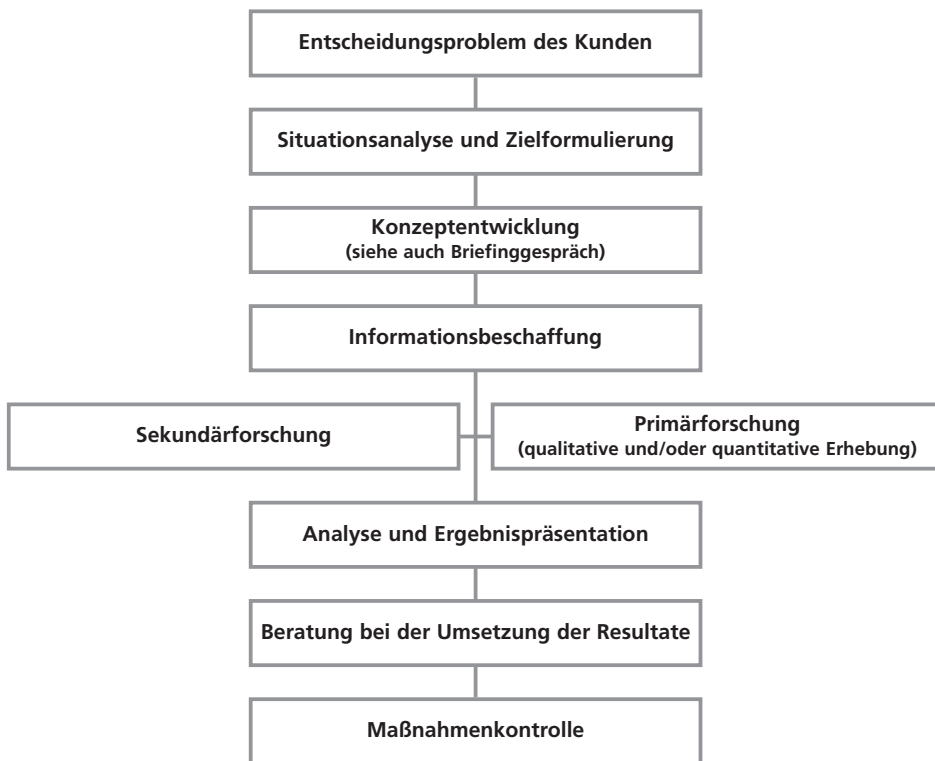 Entscheidungsproblem des Kunden
Situationsanalyse und Zielformulierung
Konzeptentwicklung
(siehe auch Briefinggespräch)
Informationsbeschaffung
Sekundärforschung
Primärforschung
(qualitative und/oder quantitative Erhebung)
Analyse und Ergebnispräsentation
Beratung bei der Umsetzung der Resultate
Maßnahmenkontrolle